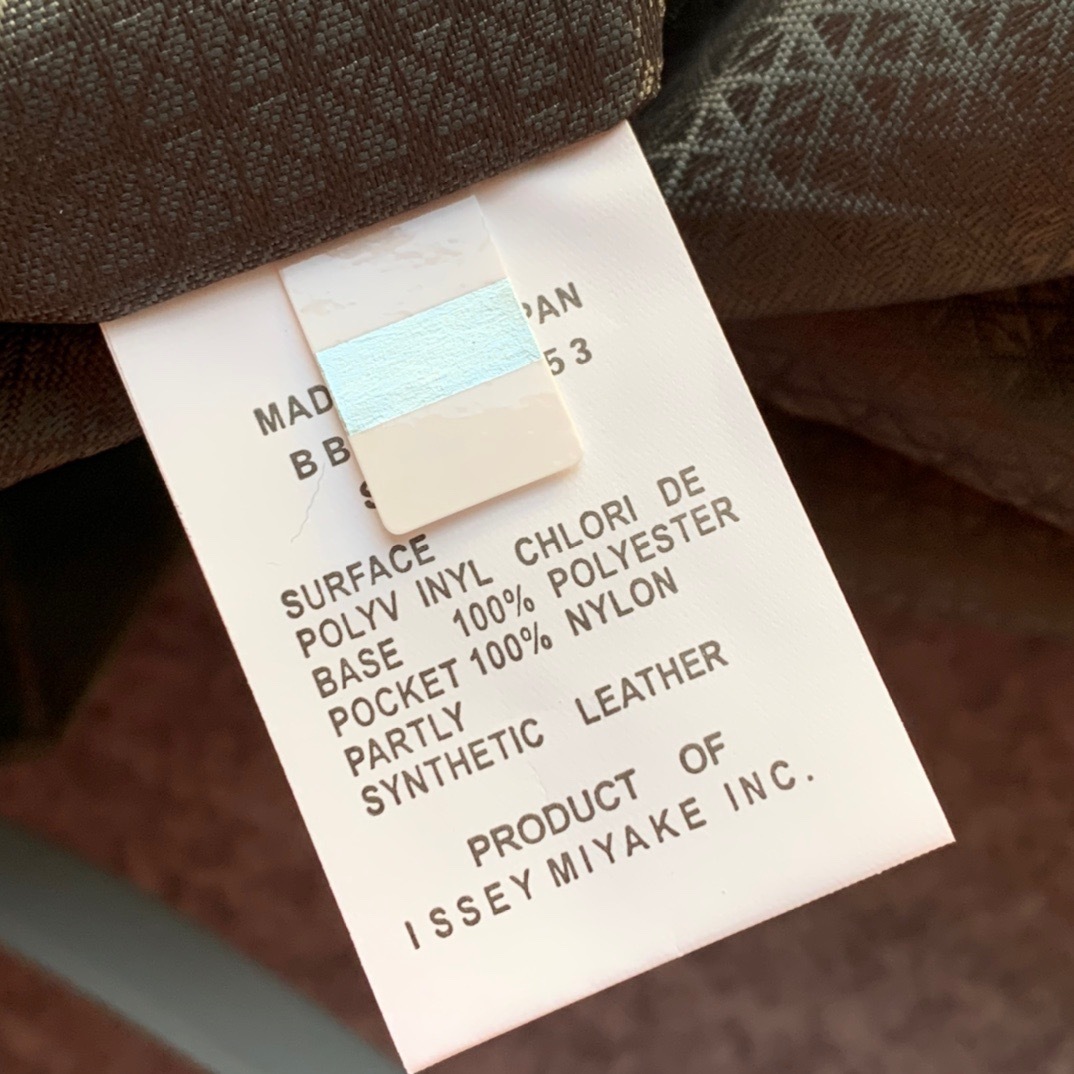 MAD PAN
BB 53
S
SURFACE
POLYV INYL CHLORI DE
BASE 100% POLYESTER
POCKET 100% NYLON
PARTLY
SYNTHETIC LEATHER
PRODUCT OF
ISSEY MIYAKE INC.